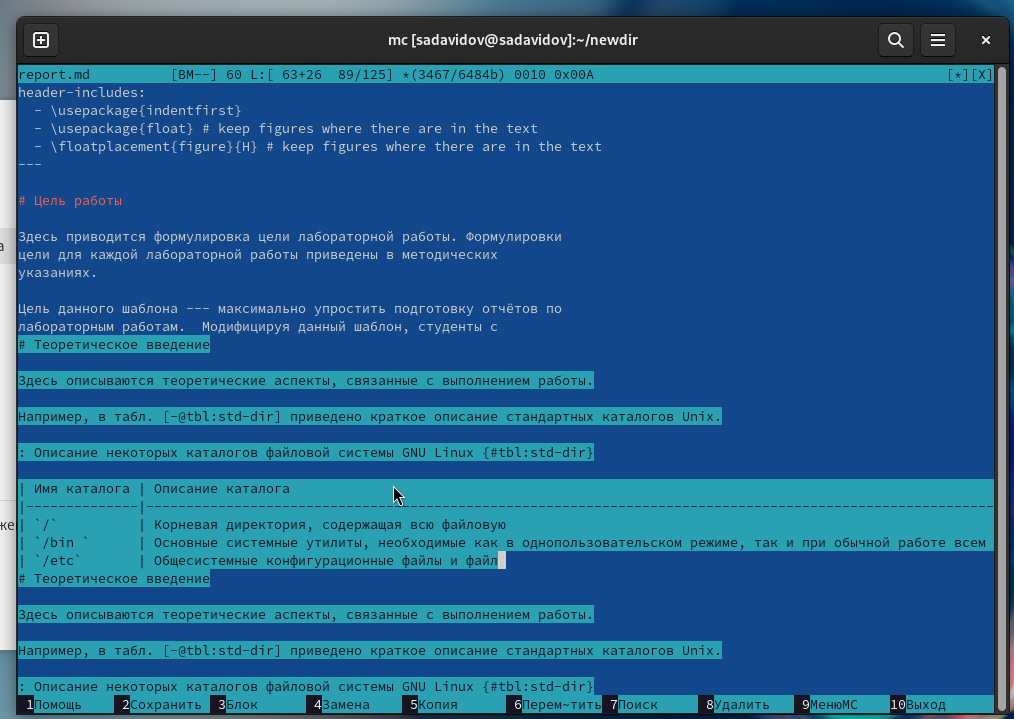 mc [sadavidov@sadavidov]:~/newdir
report.md          [BM--] 60 L:[ 63+26  89/125] *(3467/6484b) 0010 0x00A                                            [*][X]
header-includes:
  - \usepackage{indentfirst}
  - \usepackage{float} # keep figures where there are in the text
  - \floatplacement{figure}{H} # keep figures where there are in the text
---
# Цель работы
Здесь приводится формулировка цели лабораторной работы. Формулировки
цели для каждой лабораторной работы приведены в методических
указаниях.
Цель данного шаблона --- максимально упростить подготовку отчётов по
лабораторным работам.  Модифицируя данный шаблон, студенты с
# Теоретическое введение
Здесь описываются теоретические аспекты, связанные с выполнением работы.
Например, в табл. [-@tbl:std-dir] приведено краткое описание стандартных каталогов Unix.
: Описание некоторых каталогов файловой системы GNU Linux {#tbl:std-dir}
| Имя каталога | Описание каталога
|--------------|----------------------------------------------------------------------------------------------------------
| `/`          | Корневая директория, содержащая всю файловую
| `/bin `      | Основные системные утилиты, необходимые как в однопользовательском режиме, так и при обычной работе всем
| `/etc`       | Общесистемные конфигурационные файлы и файл
# Теоретическое введение
Здесь описываются теоретические аспекты, связанные с выполнением работы.
Например, в табл. [-@tbl:std-dir] приведено краткое описание стандартных каталогов Unix.
: Описание некоторых каталогов файловой системы GNU Linux {#tbl:std-dir}
1Помощь 2Сохранить 3Блок 4Замена 5Копия 6Перем~тить 7Поиск 8Удалить 9МенюMC 10Выход